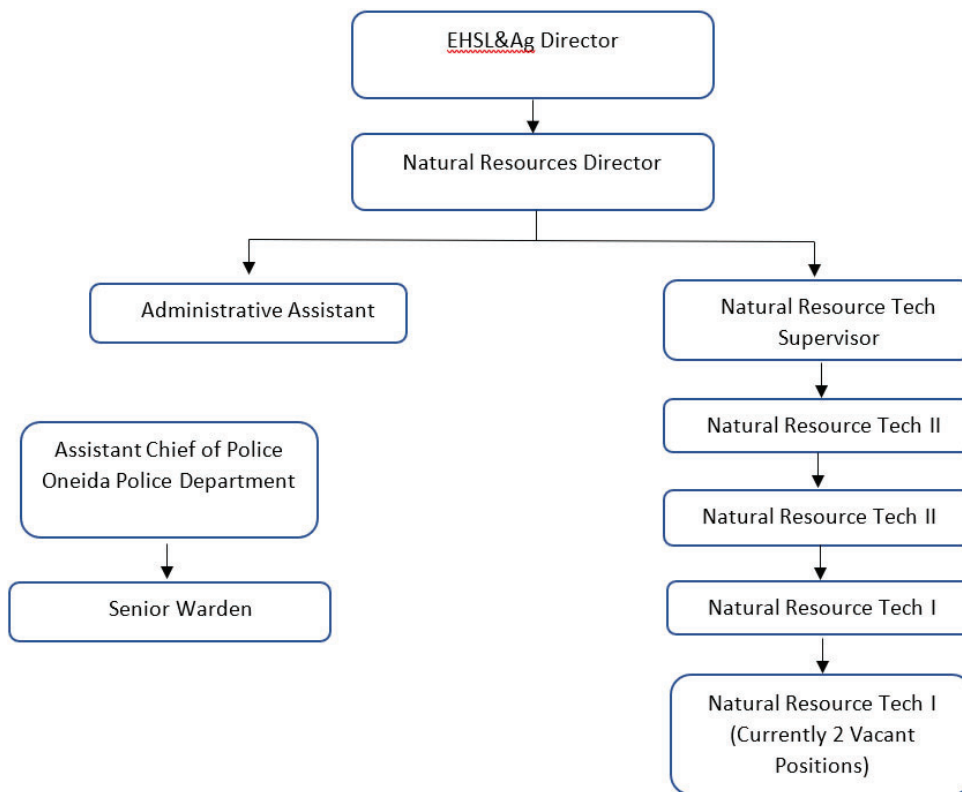 EHSL&Ag Director
Natural Resources Director
Administrative Assistant
Natural Resource Tech
Supervisor
Natural Resource Tech II
Assistant Chief of Police
Oneida Police Department
Natural Resource Tech II
Senior Warden
Natural Resource Tech I
Natural Resource Tech I
(Currently 2 Vacant
Positions)